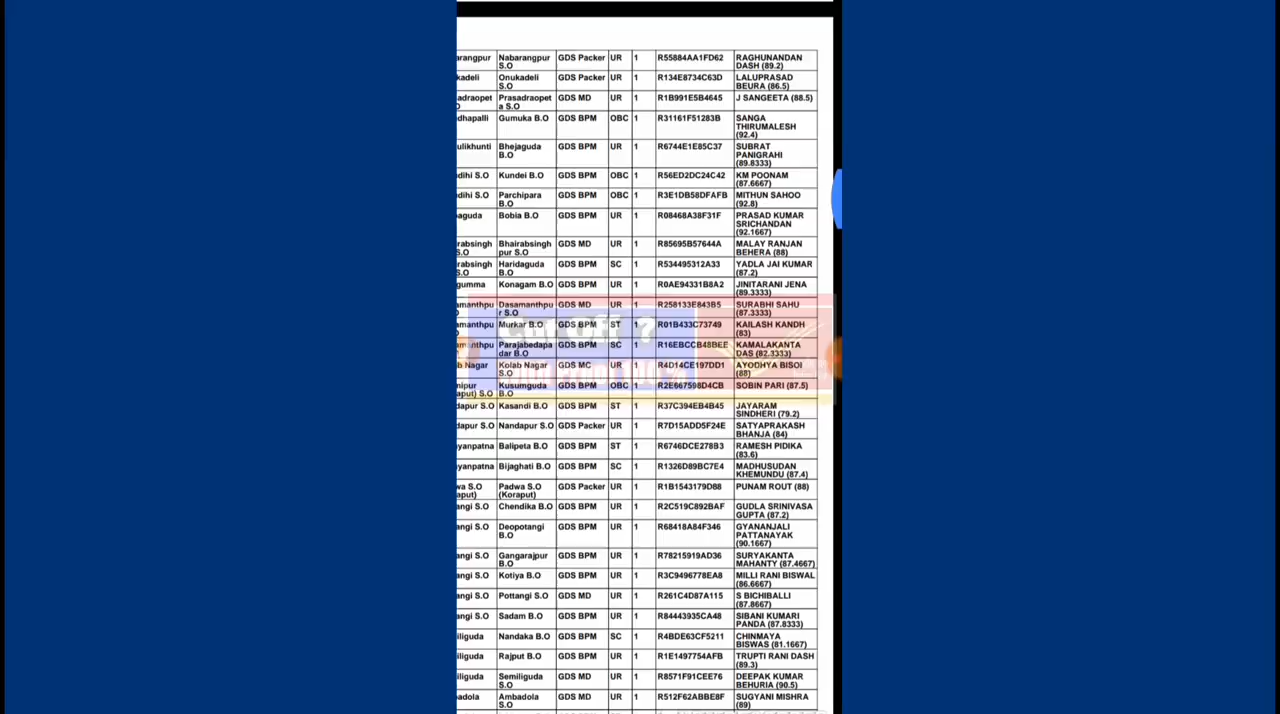 arangpur Nabarangpur S.O GDS Packer UR 1 R55884AA1FD62 RAGHUNANDAN DASH (89.2)
kadeli Onukadeli S.O GDS Packer UR 1 R134E8734C63D LALUPRASAD BEURA (86.5)
adraopet Prasadraopet a S.O GDS MD UR 1 R1B991E5B4645 J SANGEETA (88.5)
dhapalli Gumuka B.O GDS BPM OBC 1 R31161F51283B SANGA THIRUMALESH (92.4)
ulikhunti Bhejaguda B.O GDS BPM UR 1 R6744E1E85C37 SUBRAT PANIGRAHI (89.8333)
dihi S.O Kundei B.O GDS BPM OBC 1 R56ED2DC24C42 KM POONAM (87.6667)
dihi S.O Parchipara B.O GDS BPM OBC 1 R3E1DB58DFAFB MITHUN SAHOO (92.8)
aguda Bobia B.O GDS BPM UR 1 R08468A38F31F PRASAD KUMAR SRICHANDAN (92.1667)
rabsingh S.O Bhairabsingh pur S.O GDS MD UR 1 R85695B57644A MALAY RANJAN BEHERA (88)
rabsingh S.O Haridaguda B.O GDS BPM SC 1 R534495312A33 YADLA JAI KUMAR (87.2)
gumma Konagam B.O GDS BPM UR 1 R0AE94331B8A2 JINITARANI JENA (89.3333)
amanthpu Dasamanthpu r S.O GDS MD UR 1 R258133E843B5 SURABHI SAHU (87.3333)
amanthpu Murkar B.O GDS BPM ST 1 R01B433C73749 KAILASH KANDH (83)
amanthpu Parajabedapa dar B.O GDS BPM SC 1 R16EBCCB48BEE KAMALAKANTA DAS (82.3333)
b Nagar Kolab Nagar S.O GDS MC UR 1 R4D14CE197DD1 AYODHYA BISOI (88)
nipur aput) S.O Kusumguda B.O GDS BPM OBC 1 R2E667598D4CB SOBIN PARI (87.5)
dapur S.O Kasandi B.O GDS BPM ST 1 R37C394EB4B45 JAYARAM SINDHERI (79.2)
dapur S.O Nandapur S.O GDS Packer UR 1 R7D15ADD5F24E SATYAPRAKASH BHANJA (84)
yanpatna Balipeta B.O GDS BPM ST 1 R6746DCE278B3 RAMESH PIDIKA (83.6)
yanpatna Bijaghati B.O GDS BPM SC 1 R1326D89BC7E4 MADHUSUDAN KHEMUNDU (87.4)
wa S.O aput) Padwa S.O (Koraput) GDS Packer UR 1 R1B1543179D88 PUNAM ROUT (88)
angi S.O Chendika B.O GDS BPM UR 1 R2C519C892BAF GUDLA SRINIVASA GUPTA (87.2)
angi S.O Deopotangi B.O GDS BPM UR 1 R68418A84F346 GYANANJALI PATTANAYAK (90.1667)
angi S.O Gangarajpur B.O GDS BPM UR 1 R78215919AD36 SURYAKANTA MAHANTY (87.4667)
angi S.O Kotiya B.O GDS BPM UR 1 R3C9496778EA8 MILLI RANI BISWAL (86.6667)
angi S.O Pottangi S.O GDS MD UR 1 R261C4D87A115 S BICHIBALLI (87.8667)
angi S.O Sadam B.O GDS BPM UR 1 R84443935CA48 SIBANI KUMARI PANDA (87.8333)
iliguda Nandaka B.O GDS BPM SC 1 R4BDE63CF5211 CHINMAYA BISWAS (81.1667)
iliguda Rajput B.O GDS BPM UR 1 R1E1497754AFB TRUPTI RANI DASH (89.3)
iliguda Semiliguda S.O GDS MD UR 1 R8571F91CEE76 DEEPAK KUMAR BEHURIA (90.5)
adola Ambadola S.O GDS MD UR 1 R512F62ABBE8F SUGYANI MISHRA (89)